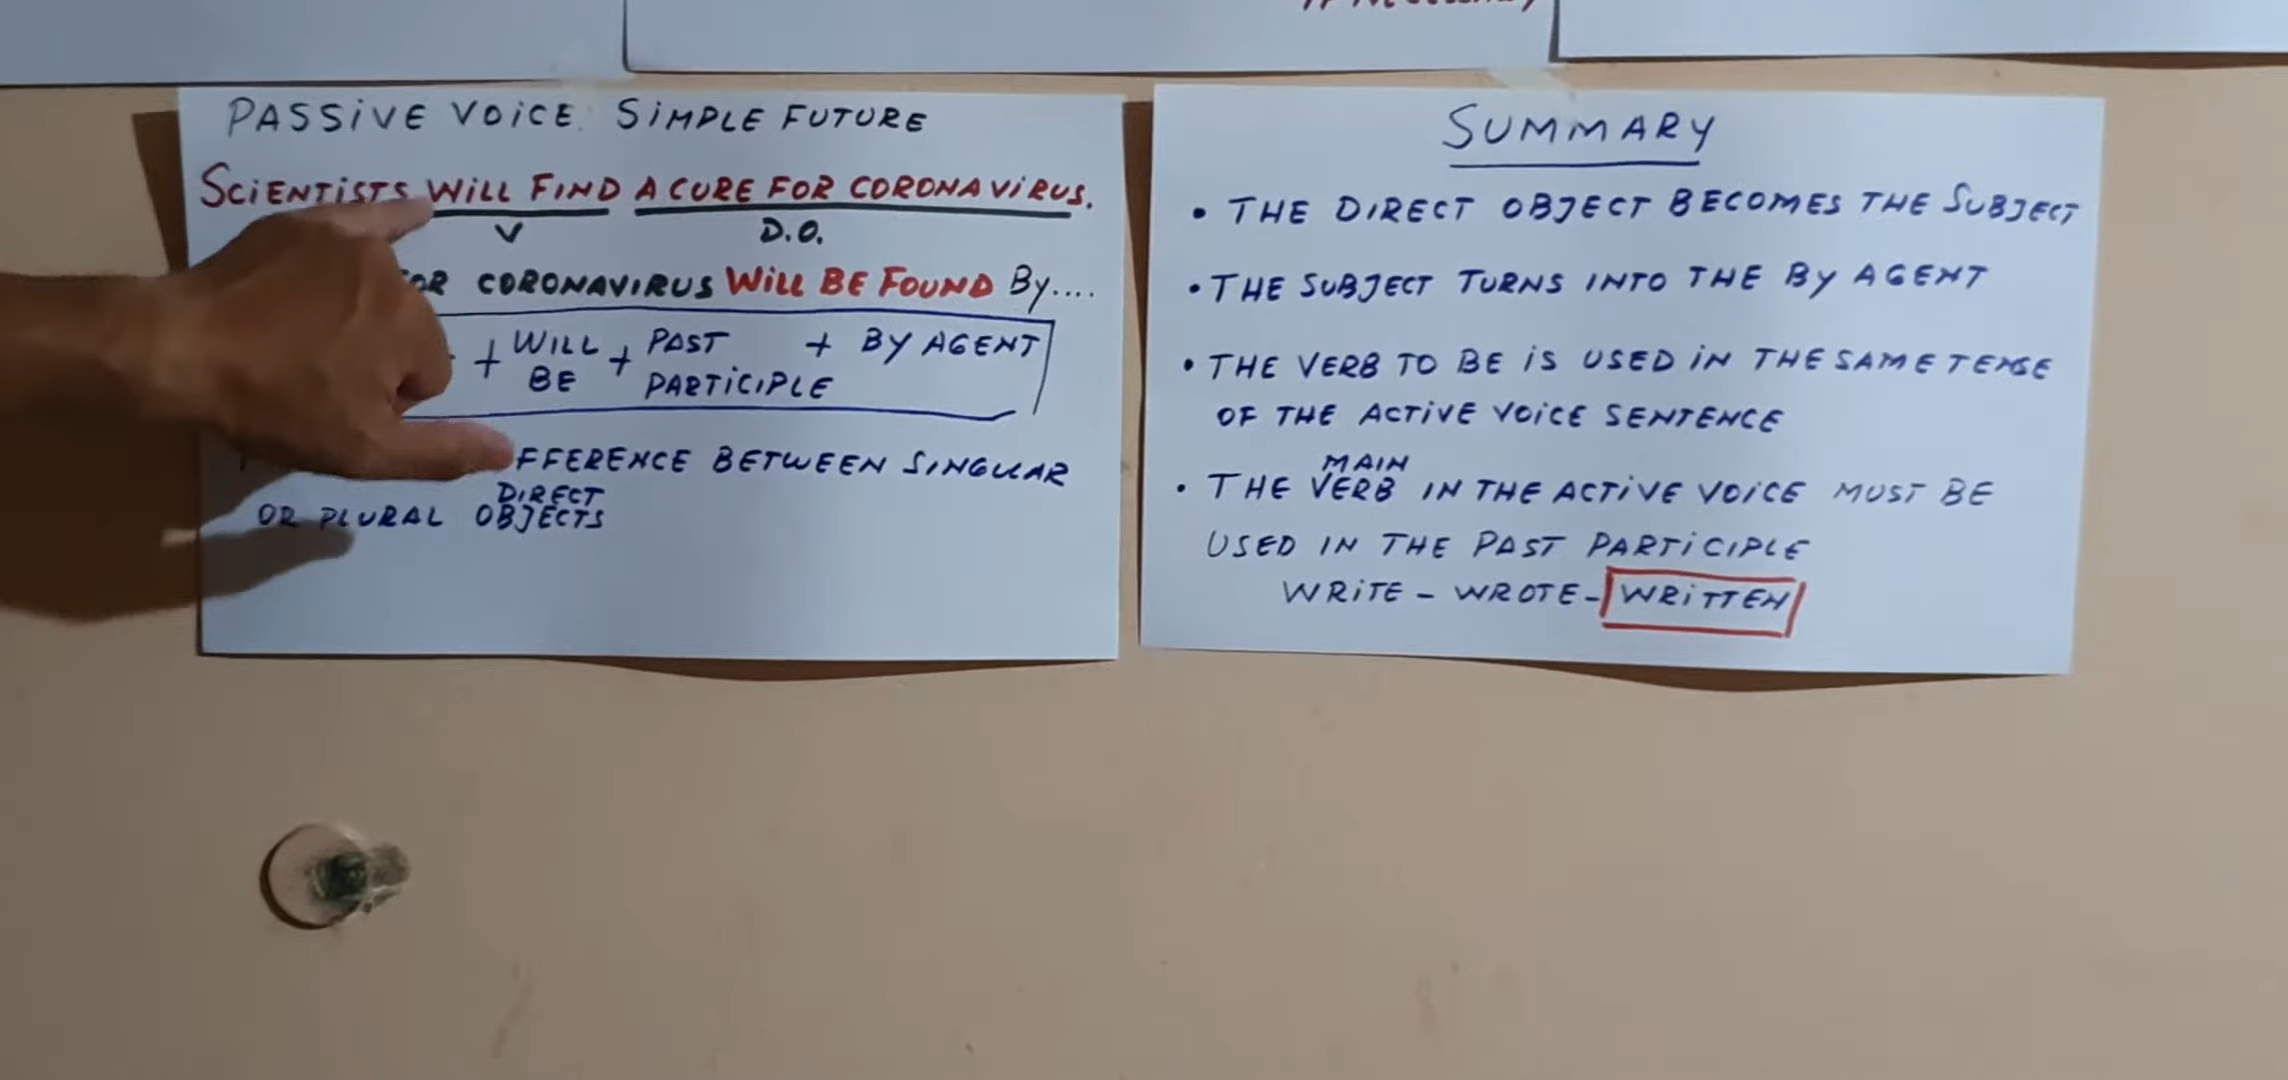 If Necessary
PASSIVE VOICE: SIMPLE FUTURE
SCIENTISTS WILL FIND A CURE FOR CORONAVIRUS.
V D.O.
CORONAVIRUS WILL BE FOUND By....
+ WILL BE + PAST PARTICIPLE + BY AGENT
DIFFERENCE BETWEEN SINGULAR
OR PLURAL DIRECT OBJECTS
SUMMARY
• THE DIRECT OBJECT BECOMES THE SUBJECT
• THE SUBJECT TURNS INTO THE By AGENT
• THE VERB TO BE IS USED IN THE SAME TENSE
OF THE ACTIVE VOICE SENTENCE
• THE MAIN VERB IN THE ACTIVE VOICE MUST BE
USED IN THE PAST PARTICIPLE
WRITE - WROTE - WRITTEN